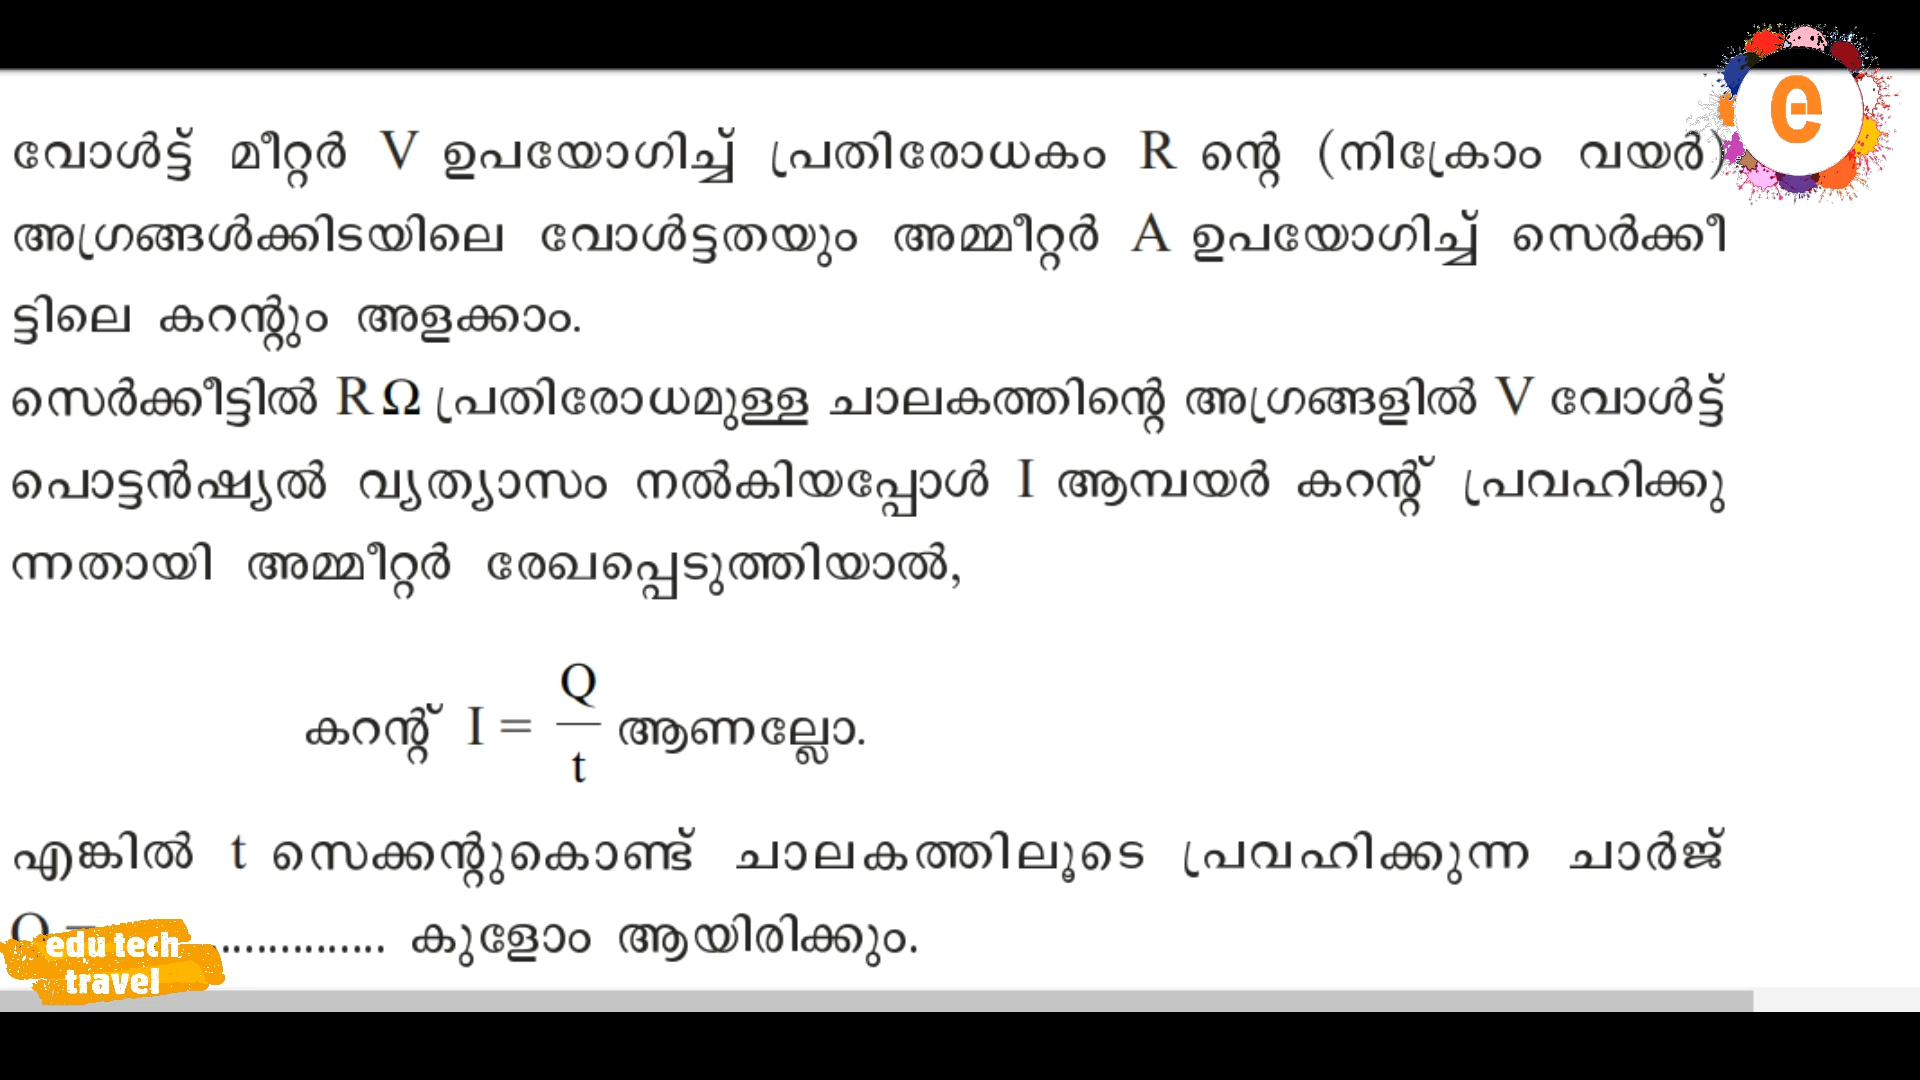 e
വോൾട്ട് മീറ്റർ V ഉപയോഗിച്ച് പ്രതിരോധകം R ന്റെ (നിക്രോം വയർ)
അഗ്രങ്ങൾക്കിടയിലെ വോൾട്ടതയും അമ്മീറ്റർ A ഉപയോഗിച്ച് സെർക്കീ
ട്ടിലെ കറന്റും അളക്കാം.
സെർക്കീട്ടിൽ R Ω പ്രതിരോധമുള്ള ചാലകത്തിന്റെ അഗ്രങ്ങളിൽ V വോൾട്ട്
പൊട്ടൻഷ്യൽ വ്യത്യാസം നൽകിയപ്പോൾ I ആമ്പയർ കറന്റ് പ്രവഹിക്കു
ന്നതായി അമ്മീറ്റർ രേഖപ്പെടുത്തിയാൽ,
കറന്റ് I = Q/t ആണല്ലോ.
എങ്കിൽ t സെക്കന്റുകൊണ്ട് ചാലകത്തിലൂടെ പ്രവഹിക്കുന്ന ചാർജ്
Q = ............... കുളോം ആയിരിക്കും.
edu tech
travel